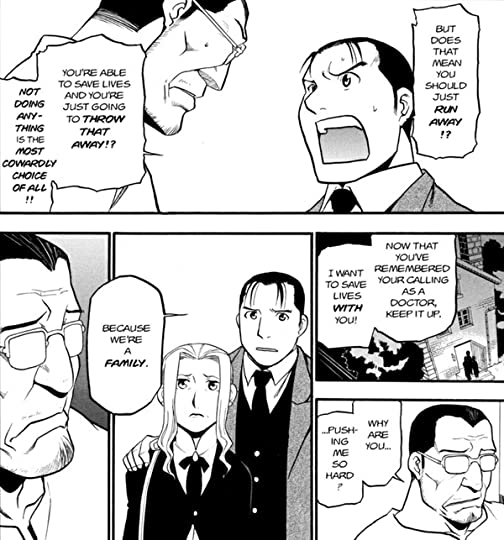 BUT
DOES
THAT
MEAN
YOU
SHOULD
JUST
RUN
AWAY!?
YOU'RE ABLE
TO SAVE LIVES
AND YOU'RE
JUST GOING
TO THROW
THAT
AWAY!?
NOT
DOING
ANY-
THING
IS THE
MOST
COWARDLY
CHOICE
OF ALL
!!
NOW THAT
YOU'VE
REMEMBERED
YOUR CALLING
AS A
DOCTOR,
KEEP IT UP.
I WANT
TO SAVE
LIVES
WITH
YOU!
BECAUSE
WE'RE
A
FAMILY.
WHY
ARE
YOU...
...PUSH-
ING ME
SO
HARD
?